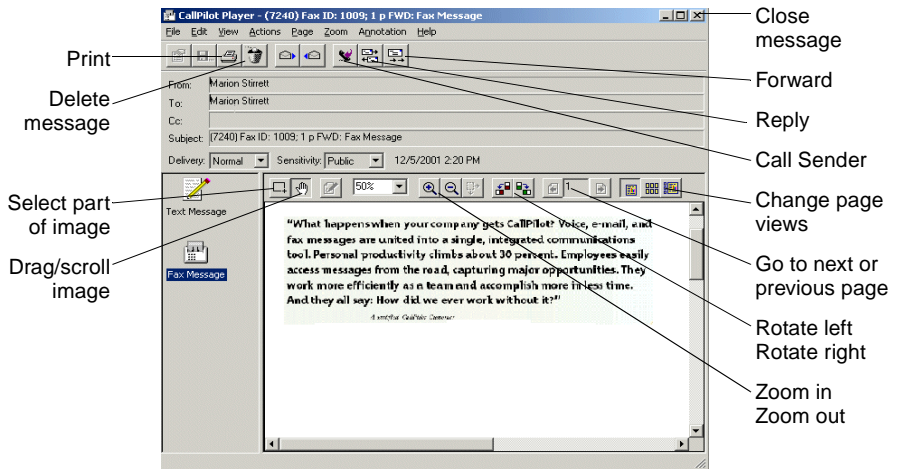 CallPilot Player - (7240) Fax ID: 1009; 1 p FWD: Fax Message
File Edit View Actions Page Zoom Annotation Help
From: Marion Stirrett
To: Marion Stirrett
Cc:
Subject: (7240) Fax ID: 1009; 1 p FWD: Fax Message
Delivery: Normal Sensitivity: Public 12/5/2001 2:20 PM
50% 1
Text Message
Fax Message
"What happens when your company gets CallPilot? Voice, e-mail, and
fax messages are united into a single, integrated communications
tool. Personal productivity climbs about 30 percent. Employees easily
access messages from the road, capturing major opportunities. They
work more efficiently as a team and accomplish more in less time.
And they all say: How did we ever work without it?"
Print
Delete
message
Select part
of image
Drag/scroll
image
Close
message
Forward
Reply
Call Sender
Change page
views
Go to next or
previous page
Rotate left
Rotate right
Zoom in
Zoom out